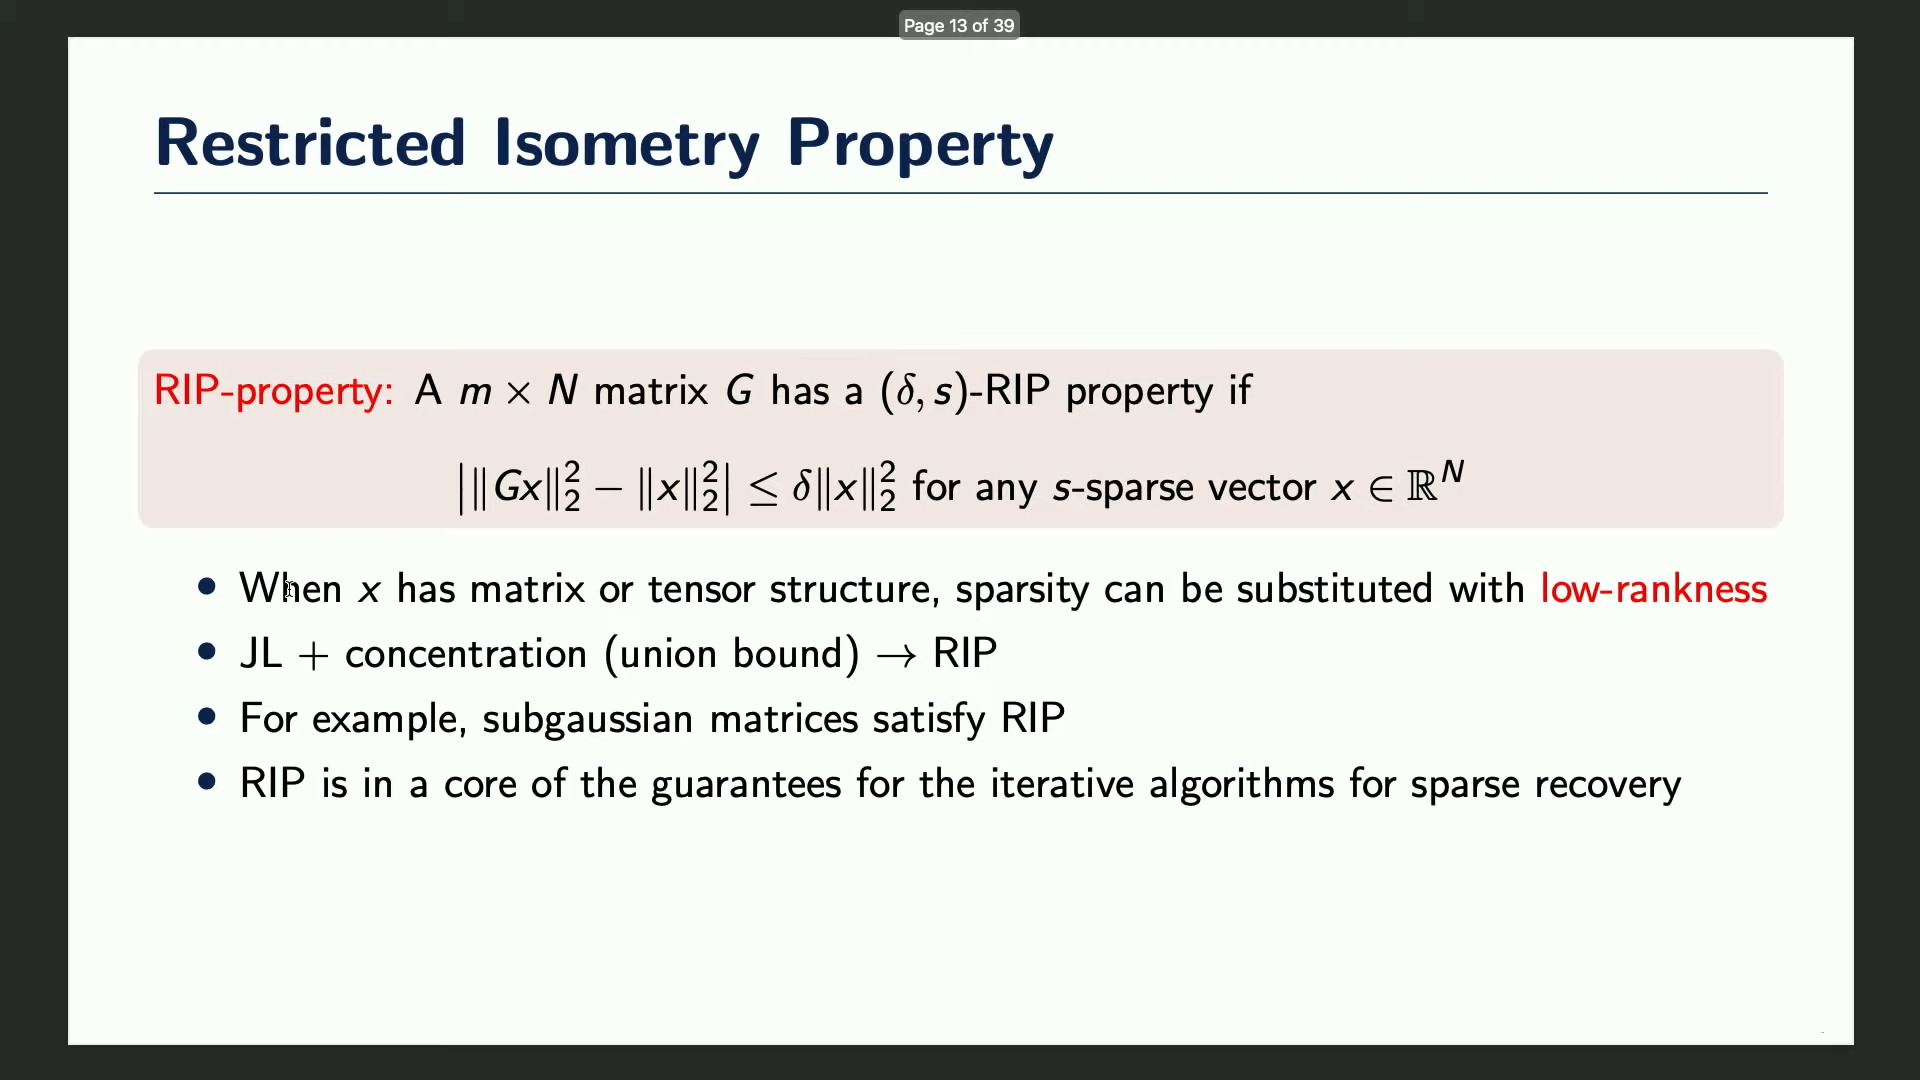 Page 13 of 39
Restricted Isometry Property
RIP-property: A m × N matrix G has a (δ, s)-RIP property if
|‖Gx‖₂² − ‖x‖₂²| ≤ δ‖x‖₂² for any s-sparse vector x ∈ ℝᴺ
• When x has matrix or tensor structure, sparsity can be substituted with low-rankness
• JL + concentration (union bound) → RIP
• For example, subgaussian matrices satisfy RIP
• RIP is in a core of the guarantees for the iterative algorithms for sparse recovery